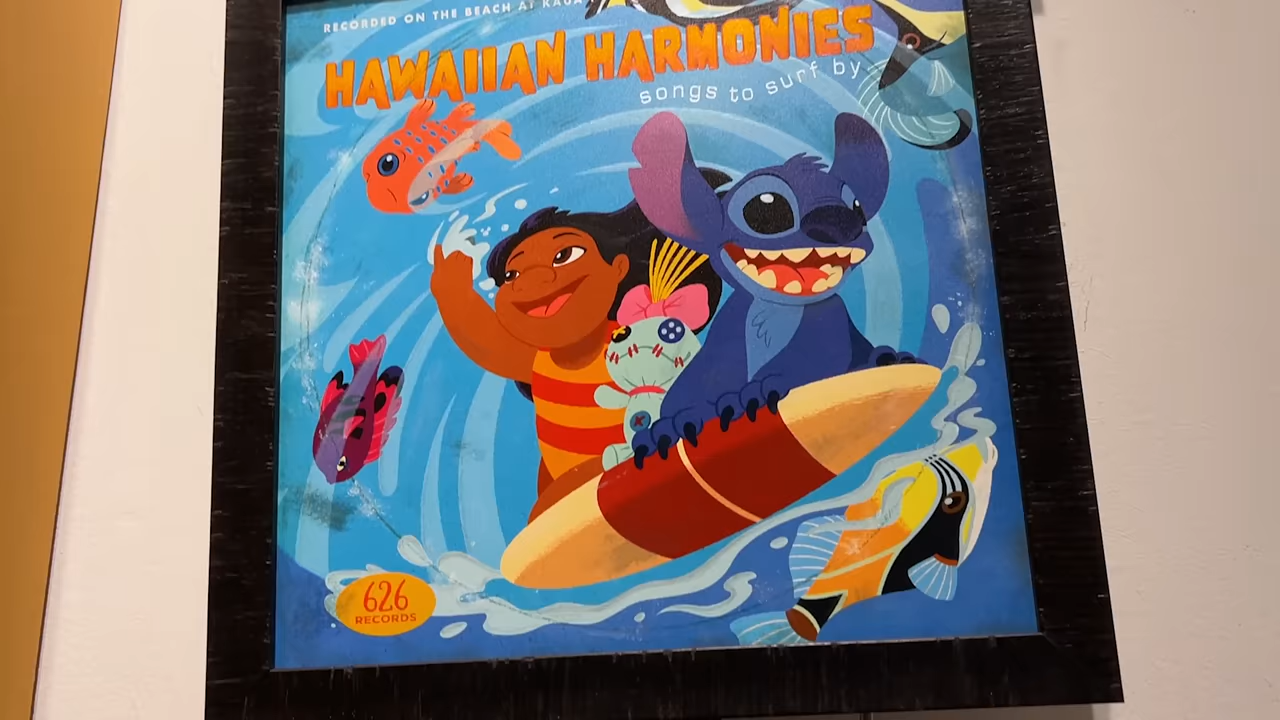 RECORDED ON THE BEACH AT
HAWAIIAN HARMONIES
songs to surf by
626
RECORDS